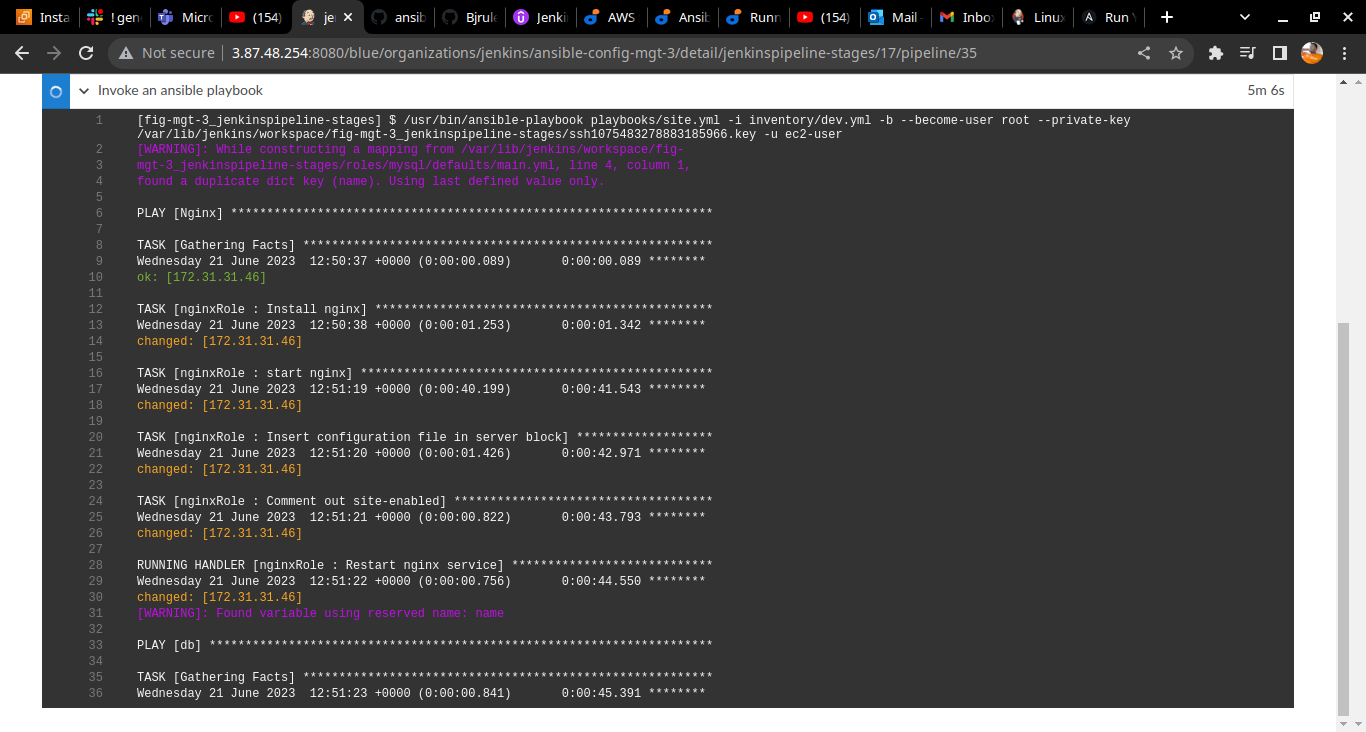 Insta
! gen
Micro
(154)
je
ansib
Bjrule
Jenki
AWS
Ansib
Runn
(154)
Mail
Inbox
Linux
Run
Not secure | 3.87.48.254:8080/blue/organizations/jenkins/ansible-config-mgt-3/detail/jenkinspipeline-stages/17/pipeline/35
Invoke an ansible playbook 5m 6s
1 [fig-mgt-3_jenkinspipeline-stages] $ /usr/bin/ansible-playbook playbooks/site.yml -i inventory/dev.yml -b --become-user root --private-key
/var/lib/jenkins/workspace/fig-mgt-3_jenkinspipeline-stages/ssh1075483278883185966.key -u ec2-user
2 [WARNING]: While constructing a mapping from /var/lib/jenkins/workspace/fig-
3 mgt-3_jenkinspipeline-stages/roles/mysql/defaults/main.yml, line 4, column 1,
4 found a duplicate dict key (name). Using last defined value only.
5
6 PLAY [Nginx] *******************************************************************
7
8 TASK [Gathering Facts] *********************************************************
9 Wednesday 21 June 2023  12:50:37 +0000 (0:00:00.089)       0:00:00.089 ********
10 ok: [172.31.31.46]
11
12 TASK [nginxRole : Install nginx] ***********************************************
13 Wednesday 21 June 2023  12:50:38 +0000 (0:00:01.253)       0:00:01.342 ********
14 changed: [172.31.31.46]
15
16 TASK [nginxRole : start nginx] *************************************************
17 Wednesday 21 June 2023  12:51:19 +0000 (0:00:40.199)       0:00:41.543 ********
18 changed: [172.31.31.46]
19
20 TASK [nginxRole : Insert configuration file in server block] *******************
21 Wednesday 21 June 2023  12:51:20 +0000 (0:00:01.426)       0:00:42.971 ********
22 changed: [172.31.31.46]
23
24 TASK [nginxRole : Comment out site-enabled] ************************************
25 Wednesday 21 June 2023  12:51:21 +0000 (0:00:00.822)       0:00:43.793 ********
26 changed: [172.31.31.46]
27
28 RUNNING HANDLER [nginxRole : Restart nginx service] ****************************
29 Wednesday 21 June 2023  12:51:22 +0000 (0:00:00.756)       0:00:44.550 ********
30 changed: [172.31.31.46]
31 [WARNING]: Found variable using reserved name: name
32
33 PLAY [db] **********************************************************************
34
35 TASK [Gathering Facts] *********************************************************
36 Wednesday 21 June 2023  12:51:23 +0000 (0:00:00.841)       0:00:45.391 ********